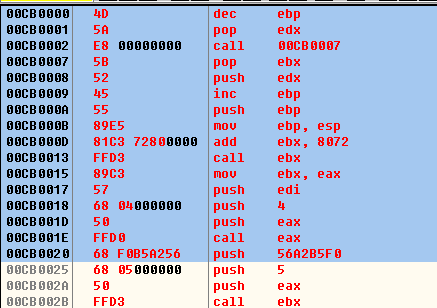 00CB0000 4D dec ebp
00CB0001 5A pop edx
00CB0002 E8 00000000 call 00CB0007
00CB0007 5B pop ebx
00CB0008 52 push edx
00CB0009 45 inc ebp
00CB000A 55 push ebp
00CB000B 89E5 mov ebp, esp
00CB000D 81C3 72800000 add ebx, 8072
00CB0013 FFD3 call ebx
00CB0015 89C3 mov ebx, eax
00CB0017 57 push edi
00CB0018 68 04000000 push 4
00CB001D 50 push eax
00CB001E FFD0 call eax
00CB0020 68 F0B5A256 push 56A2B5F0
00CB0025 68 05000000 push 5
00CB002A 50 push eax
00CB002B FFD3 call ebx